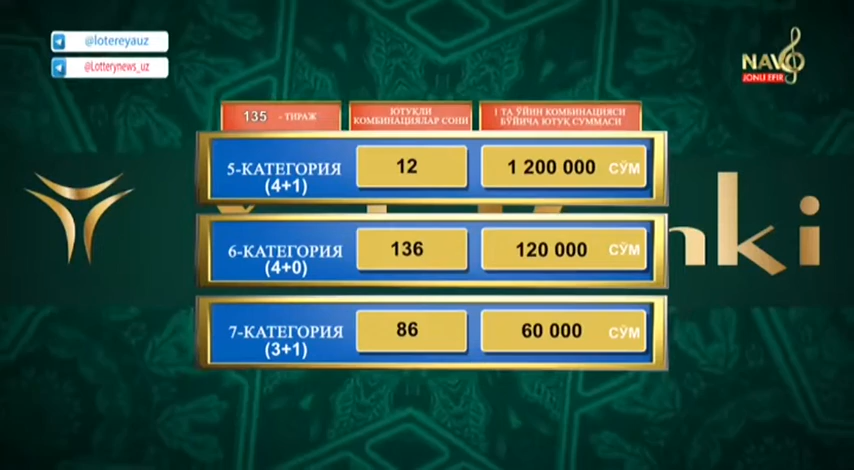 @lotereyauz
@Lotterynews_uz
NAVO
JONLI EFIR
135 - ТИРАЖ
ЮТУҚЛИ
КОМБИНАЦИЯЛАР СОНИ
1 ТА ЎЙИН КОМБИНАЦИЯСИ
БЎЙИЧА ЮТУҚ СУММАСИ
5-КАТЕГОРИЯ
(4+1)
12
1 200 000 СЎМ
6-КАТЕГОРИЯ
(4+0)
136
120 000 СЎМ
7-КАТЕГОРИЯ
(3+1)
86
60 000 СЎМ
nki